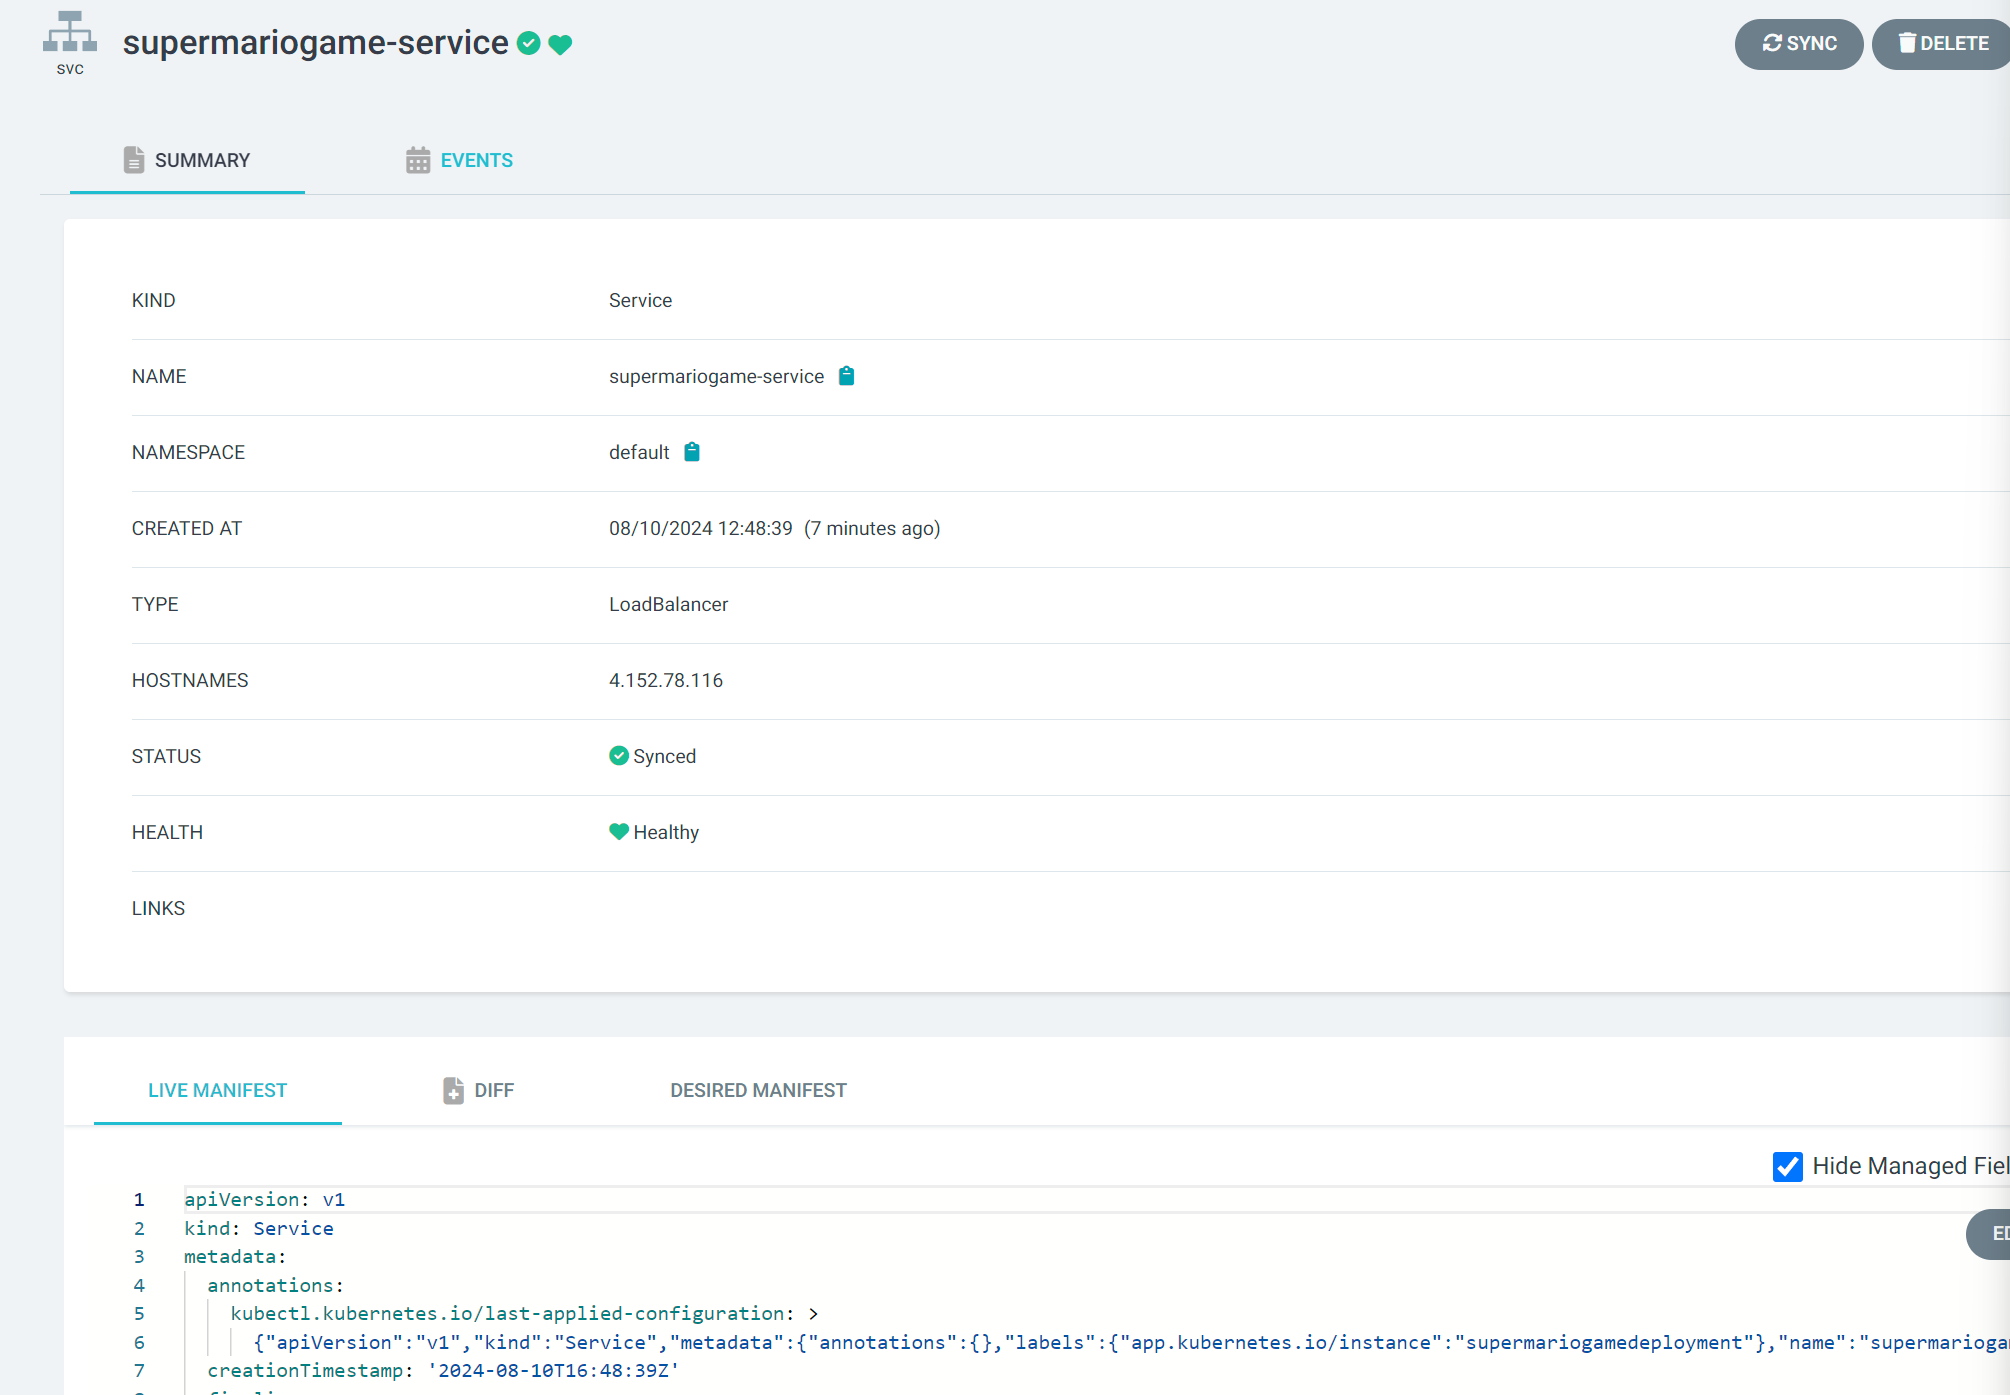 supermariogame-service
SVC
SYNC
DELETE
SUMMARY
EVENTS
KIND Service
NAME supermariogame-service
NAMESPACE default
CREATED AT 08/10/2024 12:48:39 (7 minutes ago)
TYPE LoadBalancer
HOSTNAMES 4.152.78.116
STATUS Synced
HEALTH Healthy
LINKS
LIVE MANIFEST
DIFF
DESIRED MANIFEST
Hide Managed Fiel
ED
1 apiVersion: v1
2 kind: Service
3 metadata:
4 annotations:
5 kubectl.kubernetes.io/last-applied-configuration: >
6 {"apiVersion":"v1","kind":"Service","metadata":{"annotations":{},"labels":{"app.kubernetes.io/instance":"supermariogamedeployment"},"name":"supermarioga
7 creationTimestamp: '2024-08-10T16:48:39Z'